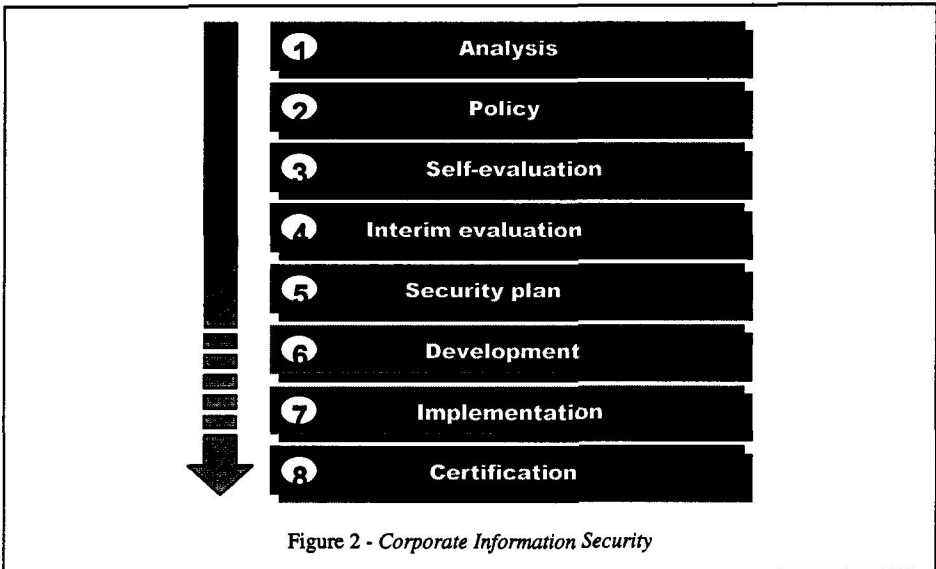 1 Analysis
2 Policy
3 Self-evaluation
4 Interim evaluation
5 Security plan
6 Development
7 Implementation
8 Certification
Figure 2 - Corporate Information Security